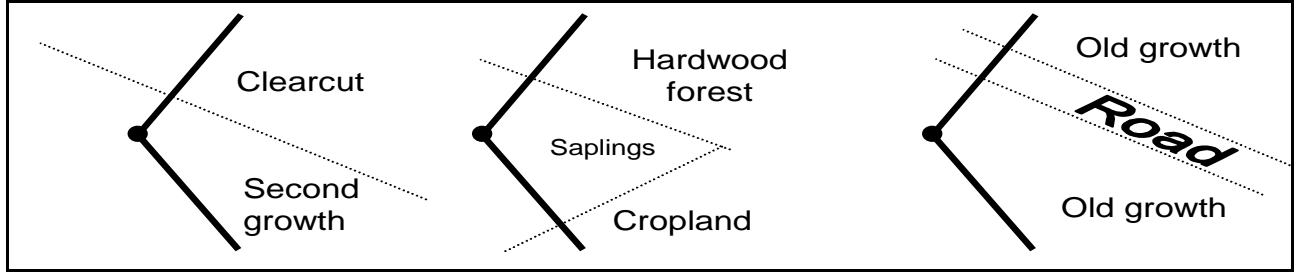 Clearcut
Second
growth
Hardwood
forest
Saplings
Cropland
Old growth
Road
Old growth